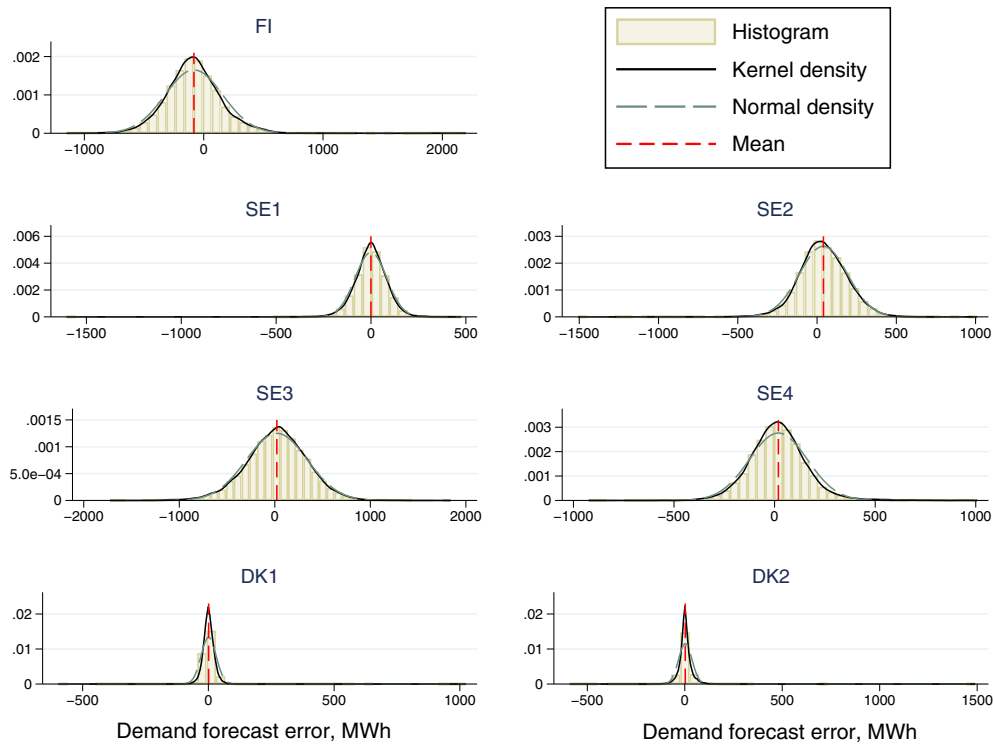 FI
Histogram
Kernel density
Normal density
Mean
.002
.001
0
−1000 0 1000 2000
SE1
.006
.004
.002
0
−1500 −1000 −500 0 500
SE2
.003
.002
.001
0
−1500 −1000 −500 0 500 1000
SE3
.0015
.001
5.0e−04
0
−2000 −1000 0 1000 2000
SE4
.003
.002
.001
0
−1000 −500 0 500 1000
DK1
.02
.01
0
−500 0 500 1000
Demand forecast error, MWh
DK2
.02
.01
0
−500 0 500 1000 1500
Demand forecast error, MWh